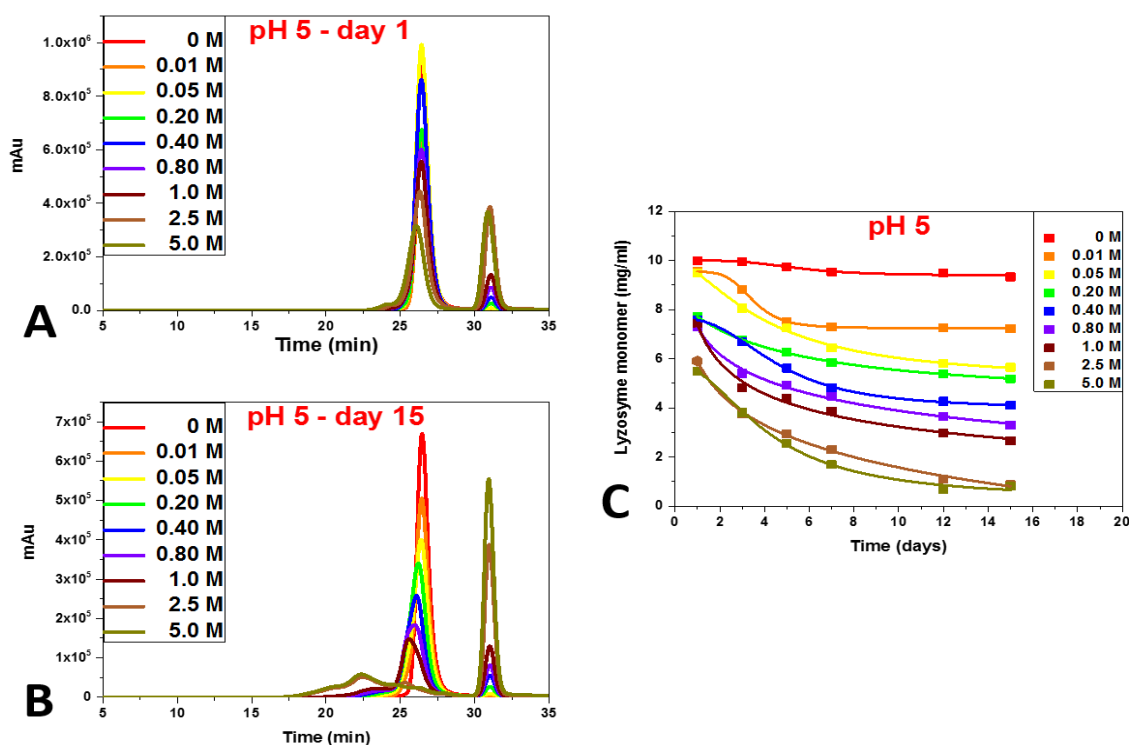 pH 5 - day 1
0 M
0.01 M
0.05 M
0.20 M
0.40 M
0.80 M
1.0 M
2.5 M
5.0 M
1.0x10⁶
8.0x10⁵
6.0x10⁵
4.0x10⁵
2.0x10⁵
0.0
mAu
5 10 15 20 25 30 35
Time (min)
A
pH 5 - day 15
0 M
0.01 M
0.05 M
0.20 M
0.40 M
0.80 M
1.0 M
2.5 M
5.0 M
7x10⁵
6x10⁵
5x10⁵
4x10⁵
3x10⁵
2x10⁵
1x10⁵
0
mAu
5 10 15 20 25 30 35
Time (min)
B
pH 5
0 M
0.01 M
0.05 M
0.20 M
0.40 M
0.80 M
1.0 M
2.5 M
5.0 M
12
10
8
6
4
2
0
Lyzosyme monomer (mg/ml)
0 2 4 6 8 10 12 14 16 18 20
Time (days)
C